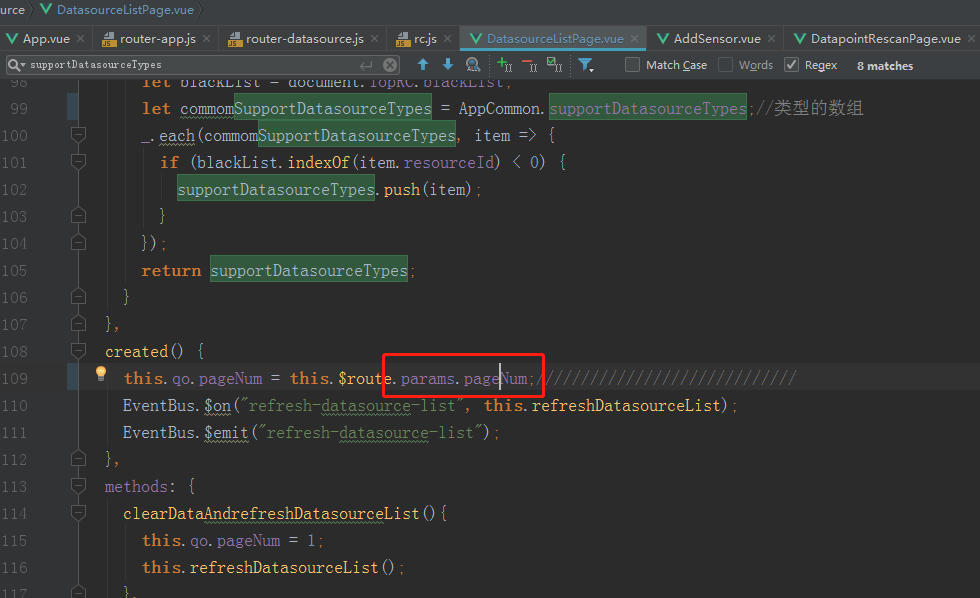 urce DatasourceListPage.vue
App.vue × router-app.js × router-datasource.js × rc.js × DatasourceListPage.vue × AddSensor.vue × DatapointRescanPage.vue ×
supportDatasourceTypes Match Case Words Regex 8 matches
98 let blackList = document.TopRC.blackList;
99 let commomSupportDatasourceTypes = AppCommon.supportDatasourceTypes;//类型的数组
100 _.each(commomSupportDatasourceTypes, item => {
101 if (blackList.indexOf(item.resourceId) < 0) {
102 supportDatasourceTypes.push(item);
103 }
104 });
105 return supportDatasourceTypes;
106 }
107 },
108 created() {
109 this.qo.pageNum = this.$route.params.pageNum;/////////////////////////////
110 EventBus.$on("refresh-datasource-list", this.refreshDatasourceList);
111 EventBus.$emit("refresh-datasource-list");
112 },
113 methods: {
114 clearDataAndrefreshDatasourceList(){
115 this.qo.pageNum = 1;
116 this.refreshDatasourceList();
117 },